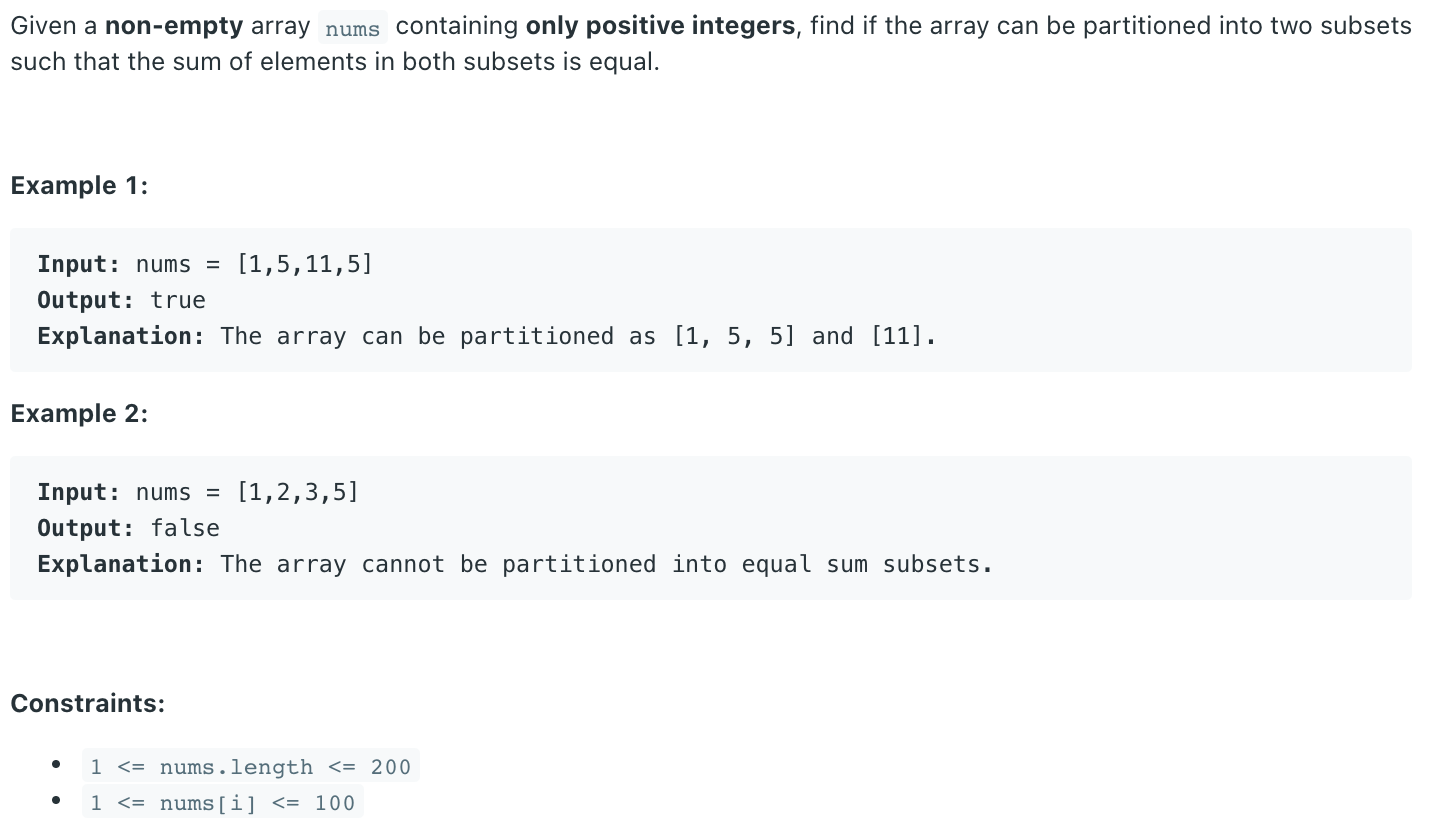 Given a non-empty array nums containing only positive integers, find if the array can be partitioned into two subsets
such that the sum of elements in both subsets is equal.
Example 1:
Input: nums = [1,5,11,5]
Output: true
Explanation: The array can be partitioned as [1, 5, 5] and [11].
Example 2:
Input: nums = [1,2,3,5]
Output: false
Explanation: The array cannot be partitioned into equal sum subsets.
Constraints:
• 1 <= nums.length <= 200
• 1 <= nums[i] <= 100